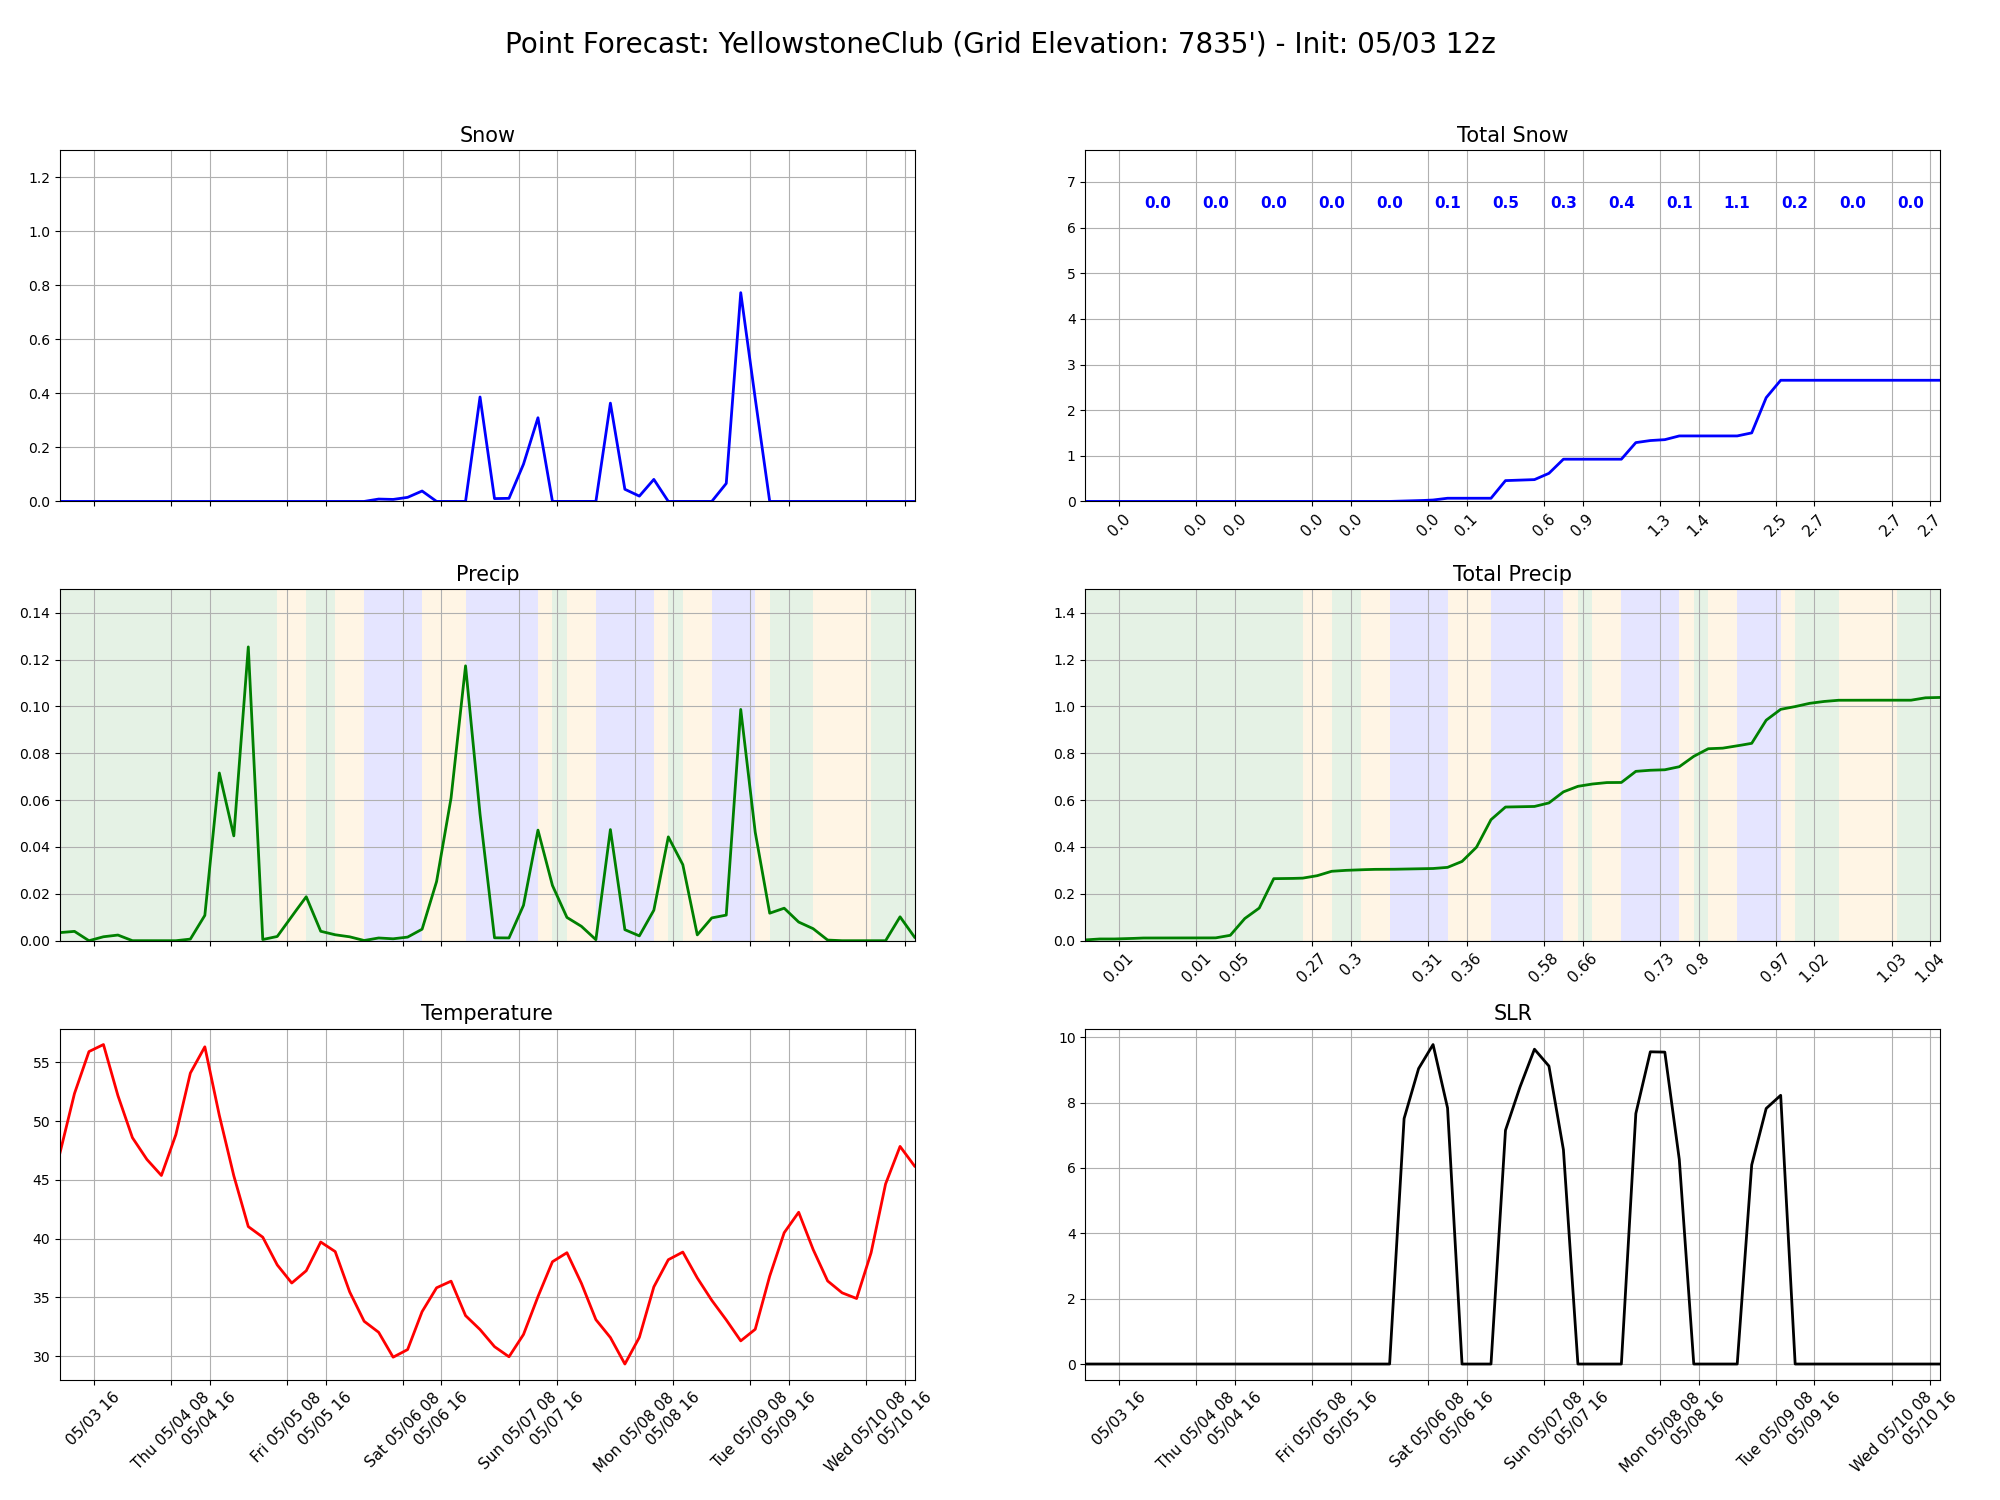 Point Forecast: YellowstoneClub (Grid Elevation: 7835') - Init: 05/03 12z
Snow
1.2
1.0
0.8
0.6
0.4
0.2
0.0
Total Snow
7
6
5
4
3
2
1
0
0.0 0.0 0.0 0.0 0.0 0.1 0.5 0.3 0.4 0.1 1.1 0.2 0.0 0.0
0.0 0.0 0.0 0.0 0.0 0.0 0.1 0.6 0.9 1.3 1.4 2.5 2.7 2.7 2.7
Precip
0.14
0.12
0.10
0.08
0.06
0.04
0.02
0.00
Total Precip
1.4
1.2
1.0
0.8
0.6
0.4
0.2
0.0
0.01 0.01 0.05 0.27 0.3 0.31 0.36 0.58 0.66 0.73 0.8 0.97 1.02 1.03 1.04
Temperature
55
50
45
40
35
30
05/03 16
Thu 05/04 08
05/04 16
Fri 05/05 08
05/05 16
Sat 05/06 08
05/06 16
Sun 05/07 08
05/07 16
Mon 05/08 08
05/08 16
Tue 05/09 08
05/09 16
Wed 05/10 08
05/10 16
SLR
10
8
6
4
2
0
05/03 16
Thu 05/04 08
05/04 16
Fri 05/05 08
05/05 16
Sat 05/06 08
05/06 16
Sun 05/07 08
05/07 16
Mon 05/08 08
05/08 16
Tue 05/09 08
05/09 16
Wed 05/10 08
05/10 16